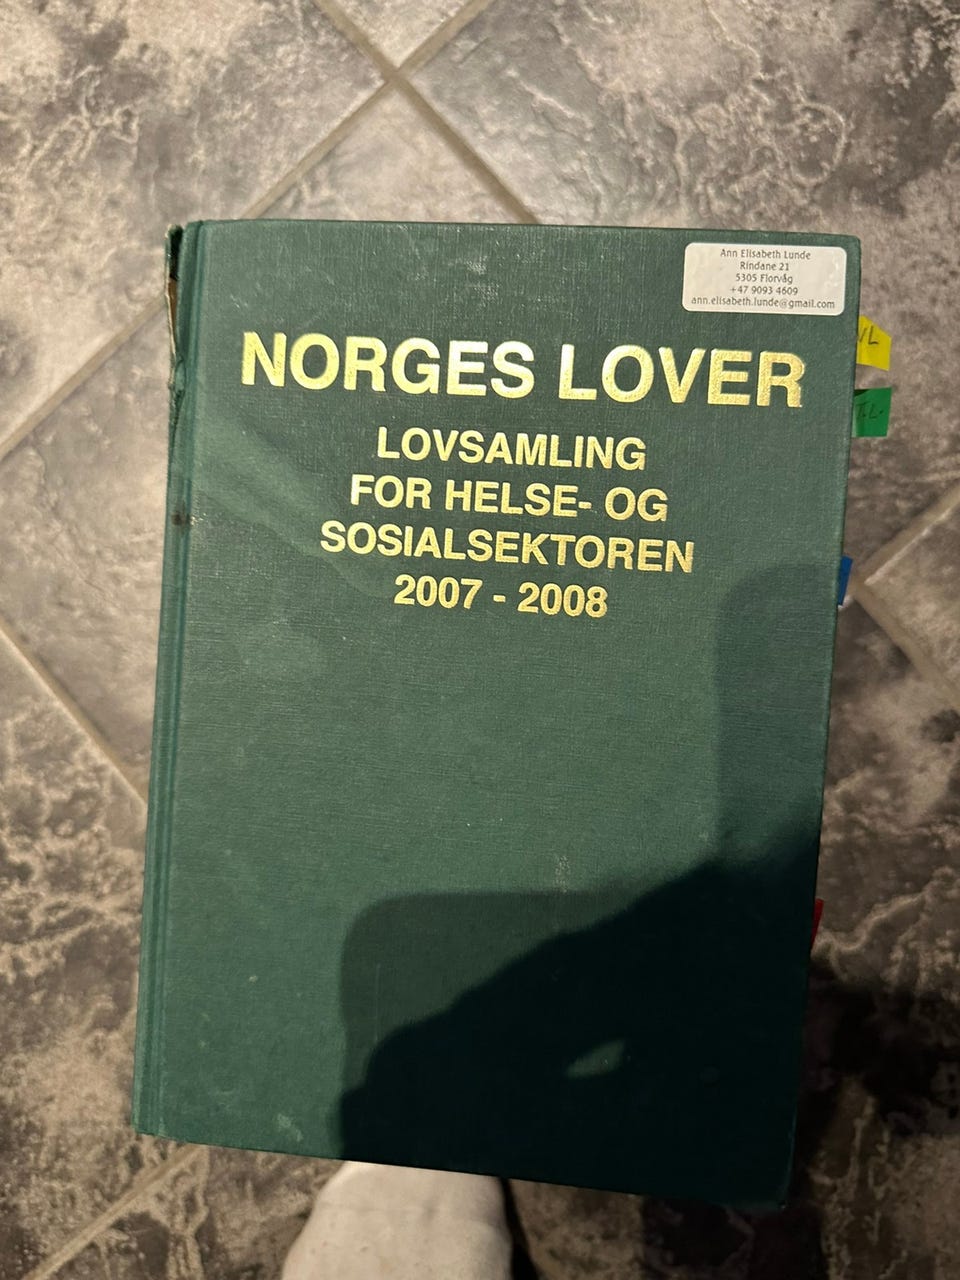 Ann Elisabeth Lunde
Rindane 21
5305 Florvåg
+47 9093 4609
ann.elisabeth.lunde@gmail.com
NORGES LOVER
LOVSAMLING
FOR HELSE- OG
SOSIALSEKTOREN
2007 - 2008
T.L.